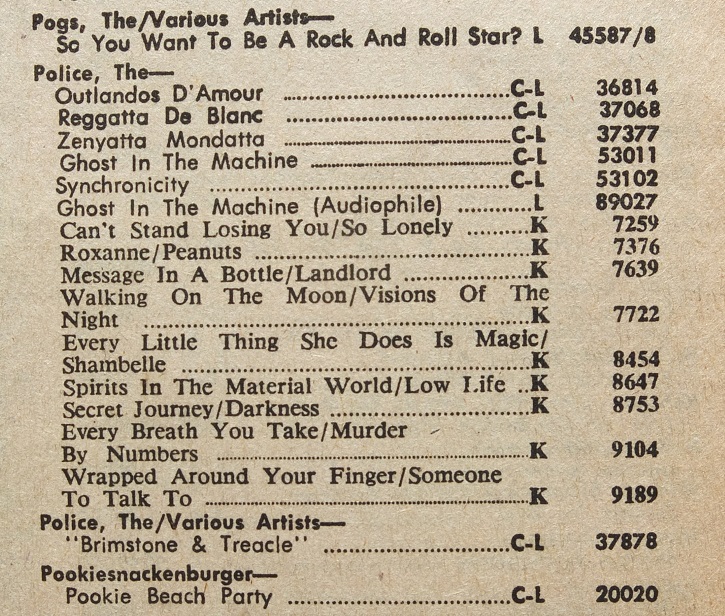 Pogs, The/Various Artists—
So You Want To Be A Rock And Roll Star? L 45587/8
Police, The—
Outlandos D'Amour ........................C-L 36814
Reggatta De Blanc ........................C-L 37068
Zenyatta Mondatta ........................C-L 37377
Ghost In The Machine ........................C-L 53011
Synchronicity ........................C-L 53102
Ghost In The Machine (Audiophile) ..........L 89027
Can't Stand Losing You/So Lonely .........K 7259
Roxanne/Peanuts ........................K 7376
Message In A Bottle/Landlord ...............K 7639
Walking On The Moon/Visions Of The
Night ........................K 7722
Every Little Thing She Does Is Magic/
Shambelle ........................K 8454
Spirits In The Material World/Low Life ..K 8647
Secret Journey/Darkness ........................K 8753
Every Breath You Take/Murder
By Numbers ........................K 9104
Wrapped Around Your Finger/Someone
To Talk To ........................K 9189
Police, The/Various Artists—
"Brimstone & Treacle" ........................C-L 37878
Pookiesnackenburger—
Pookie Beach Party ........................C-L 20020